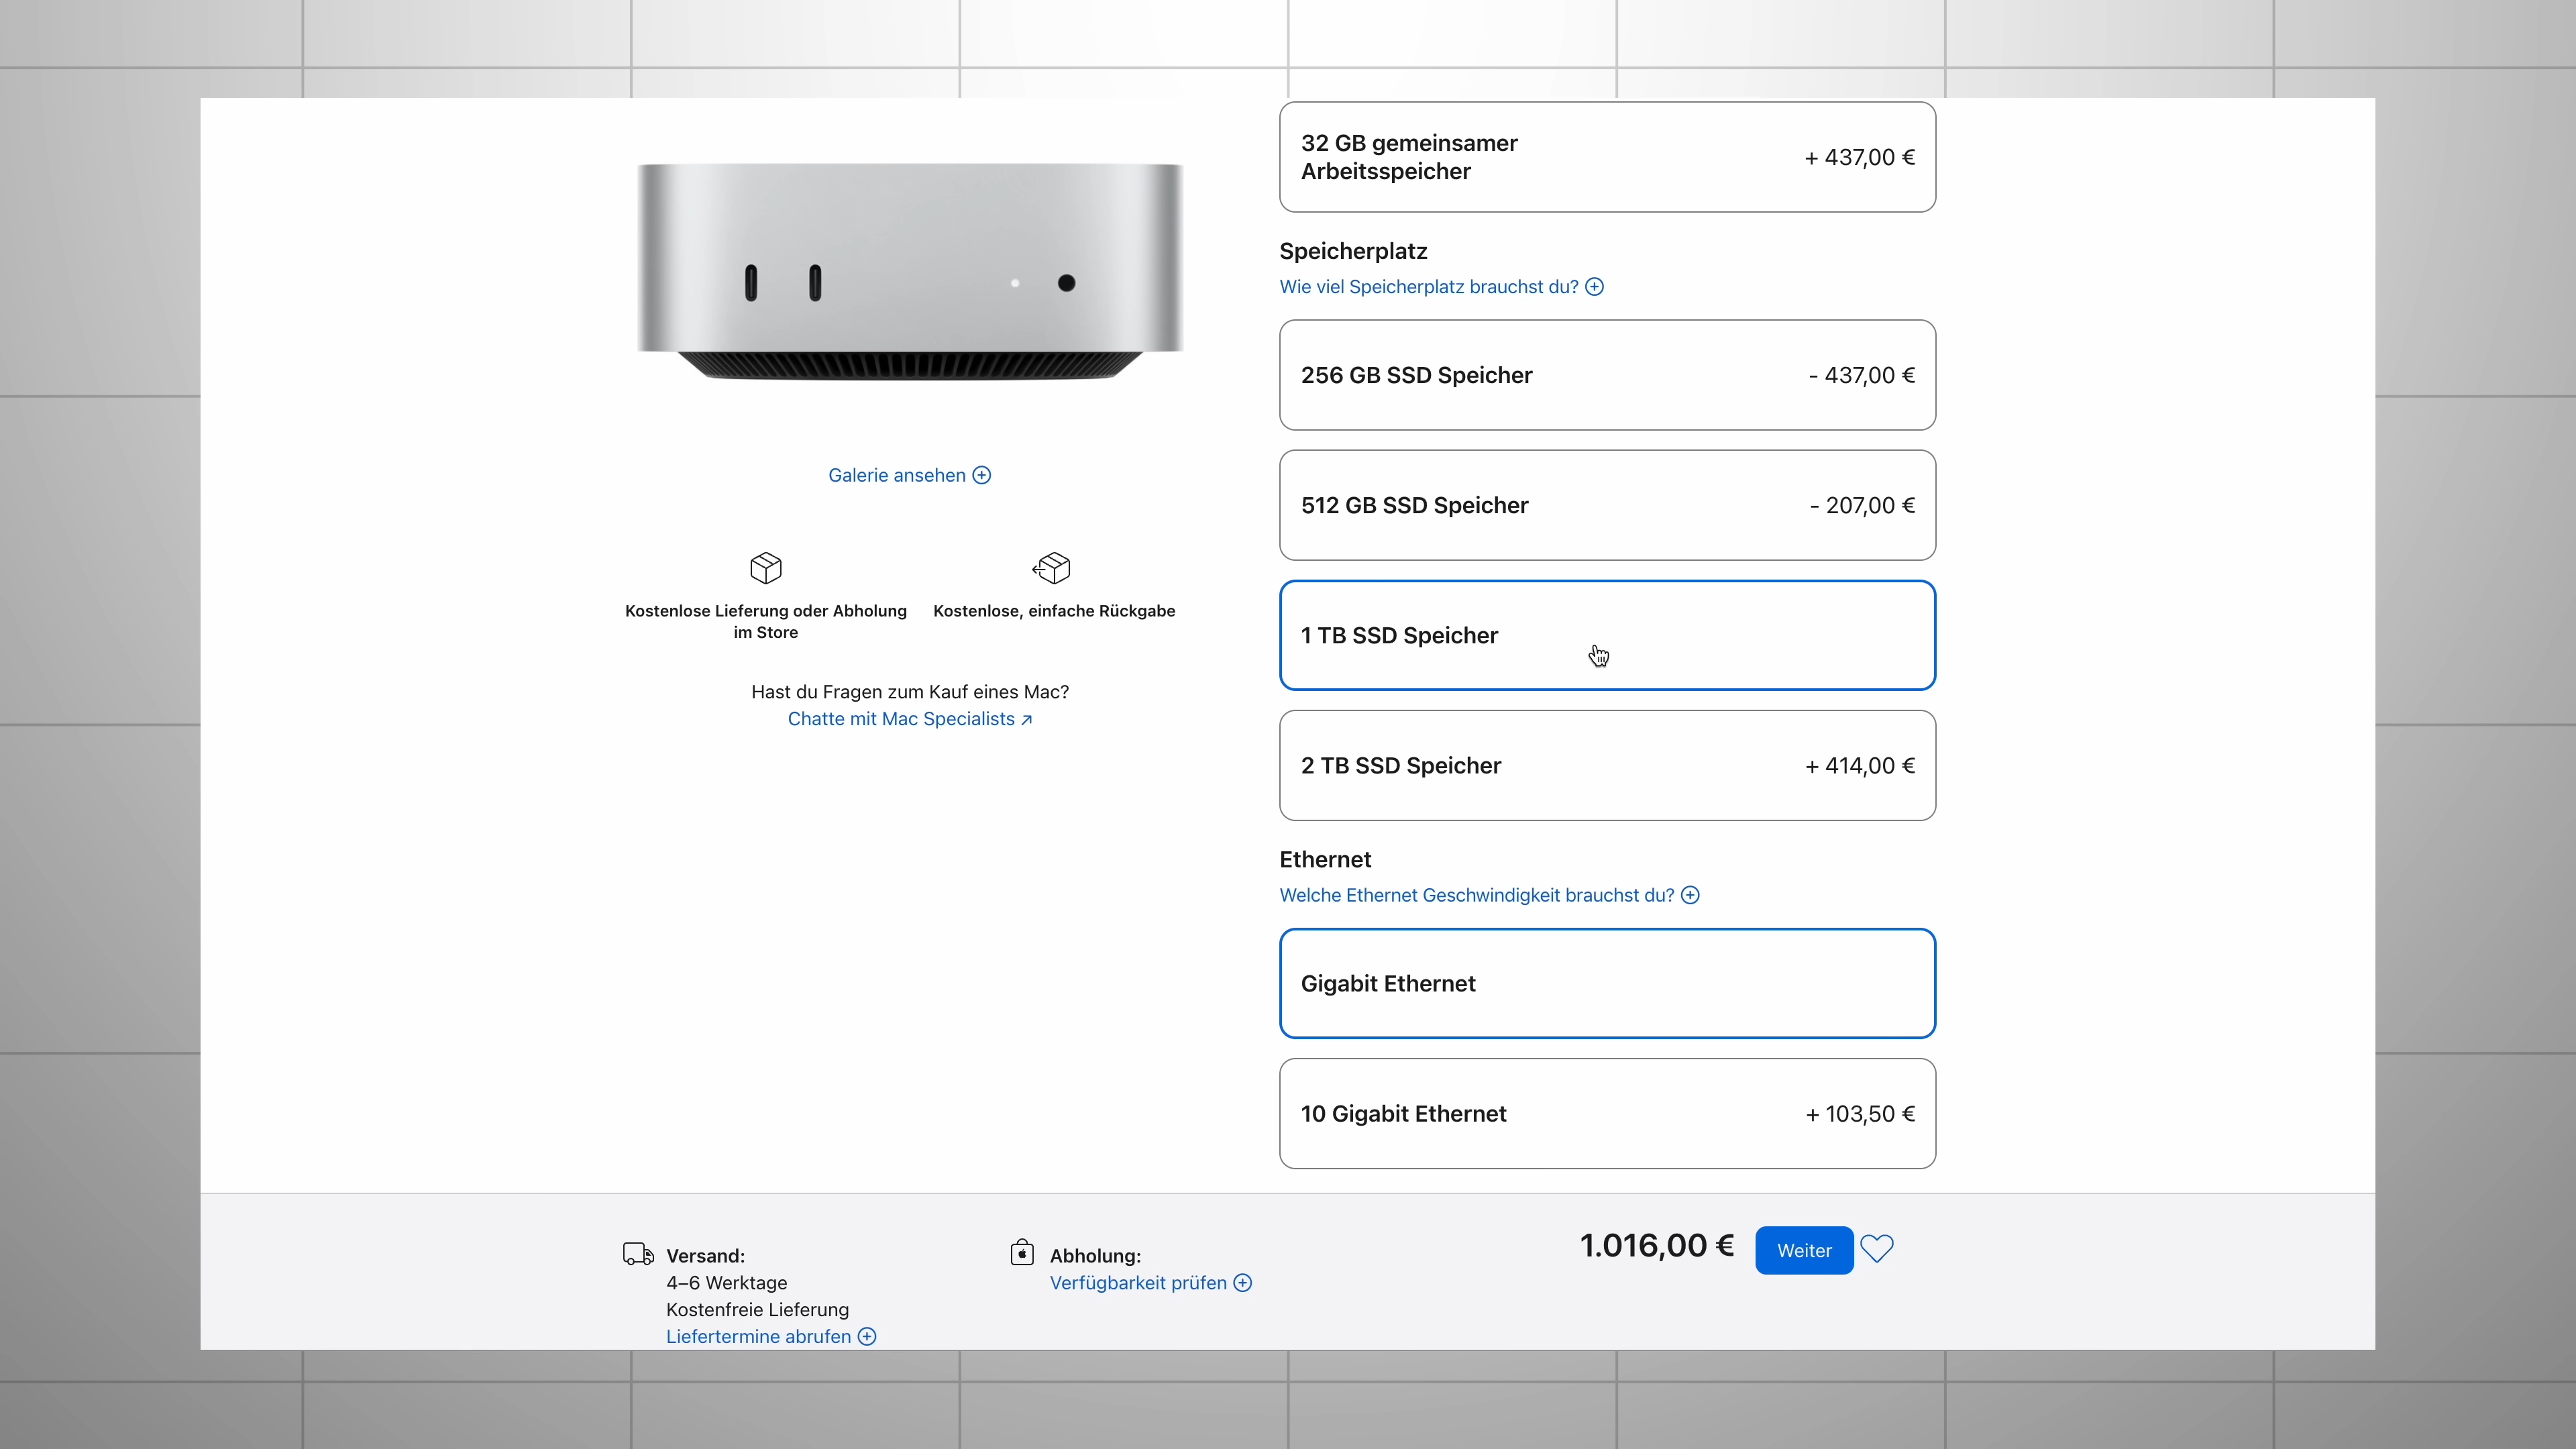 32 GB gemeinsamer
Arbeitsspeicher
+ 437,00 €
Speicherplatz
Wie viel Speicherplatz brauchst du?
256 GB SSD Speicher
- 437,00 €
512 GB SSD Speicher
- 207,00 €
1 TB SSD Speicher
2 TB SSD Speicher
+ 414,00 €
Ethernet
Welche Ethernet Geschwindigkeit brauchst du?
Gigabit Ethernet
10 Gigabit Ethernet
+ 103,50 €
Galerie ansehen
Kostenlose Lieferung oder Abholung
im Store
Kostenlose, einfache Rückgabe
Hast du Fragen zum Kauf eines Mac?
Chatte mit Mac Specialists ↗
Versand:
4–6 Werktage
Kostenfreie Lieferung
Liefertermine abrufen
Abholung:
Verfügbarkeit prüfen
1.016,00 €
Weiter